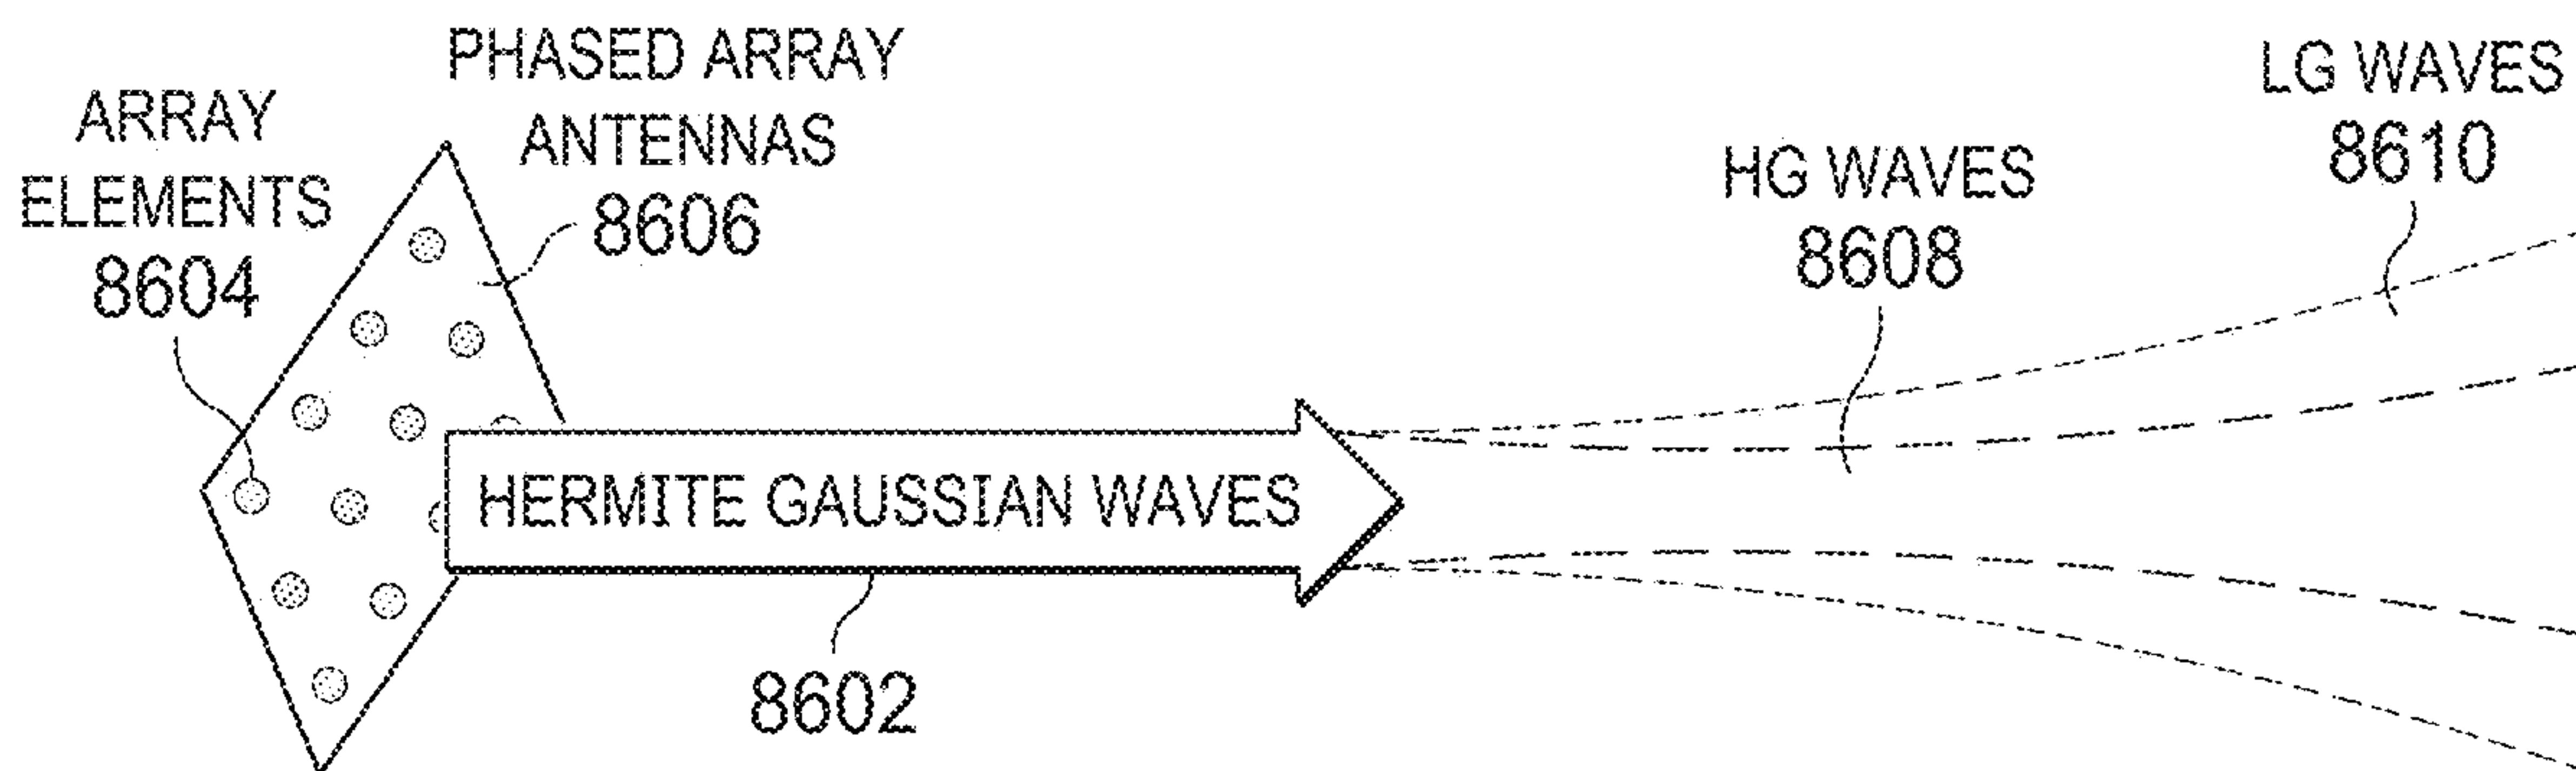 ARRAY
ELEMENTS
8604
PHASED ARRAY
ANTENNAS
8606
HERMITE GAUSSIAN WAVES
8602
HG WAVES
8608
LG WAVES
8610